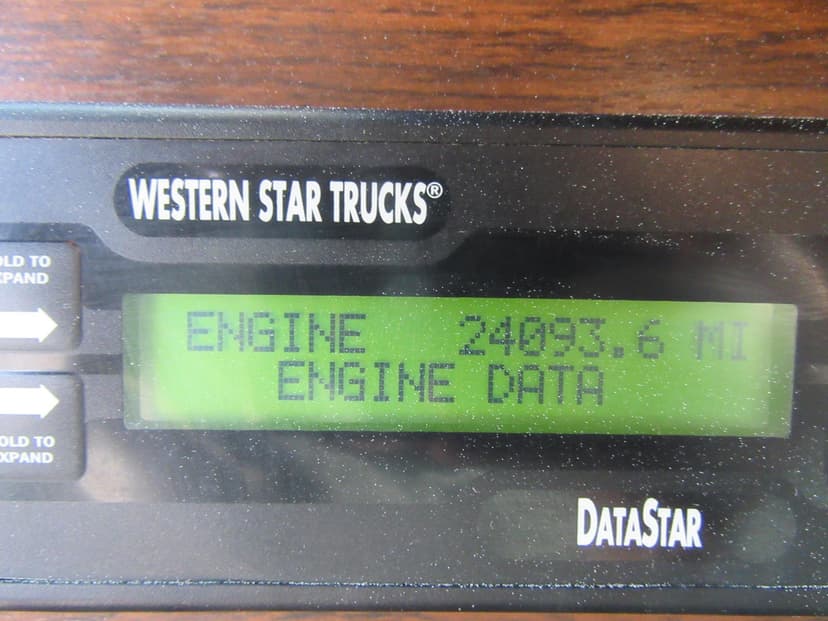 WESTERN STAR TRUCKS®
OLD TO
XPAND
ENGINE 24093.6 MI
ENGINE DATA
OLD TO
XPAND
DATASTAR